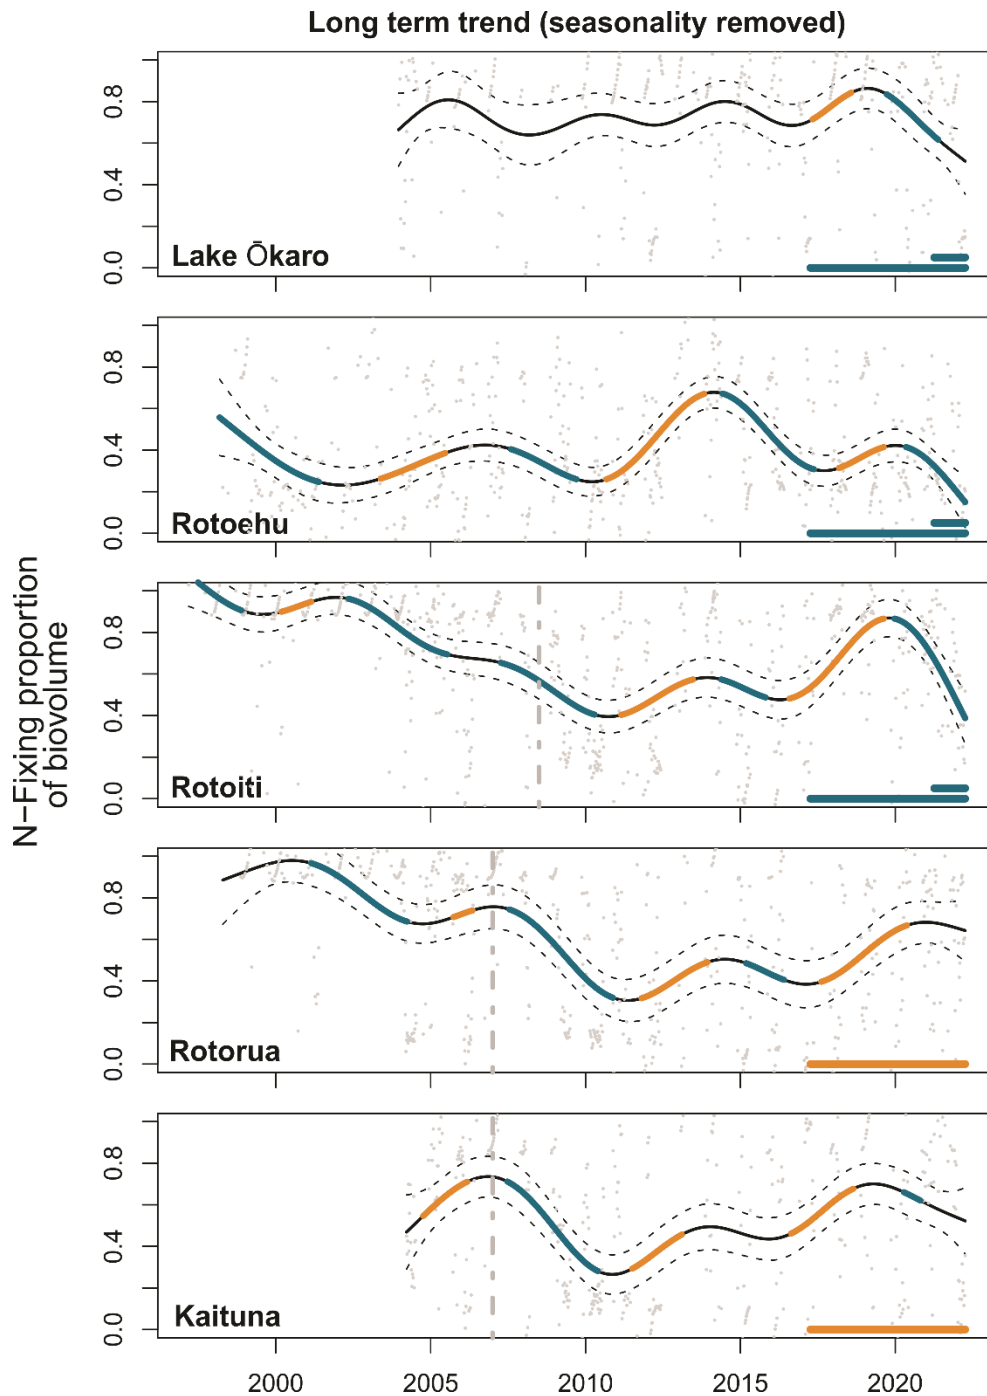 Long term trend (seasonality removed)
0.8
0.4
0.0
Lake Ōkaro
0.8
0.4
0.0
Rotoehu
N−Fixing proportion
of biovolume
0.8
0.4
0.0
Rotoiti
0.8
0.4
0.0
Rotorua
0.8
0.4
0.0
Kaituna
2000 2005 2010 2015 2020